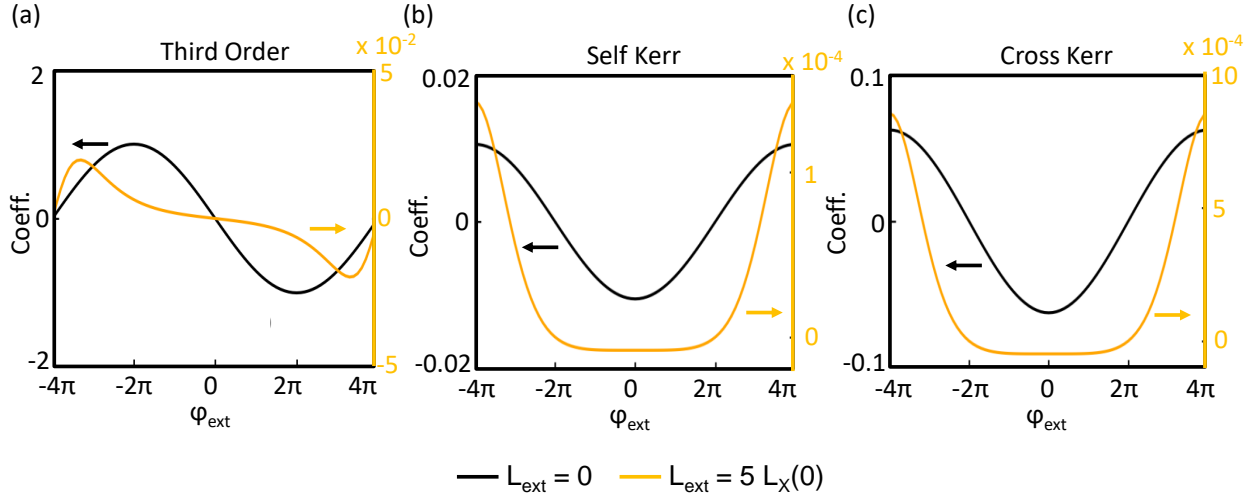 (a)
Third Order
x 10⁻²
2
0
-2
Coeff.
5
0
-5
-4π -2π 0 2π 4π
φext
(b)
Self Kerr
x 10⁻⁴
0.02
0
-0.02
Coeff.
1
0
-4π -2π 0 2π 4π
φext
(c)
Cross Kerr
x 10⁻⁴
0.1
0
-0.1
Coeff.
10
5
0
-4π -2π 0 2π 4π
φext
Lext = 0 Lext = 5 LX(0)